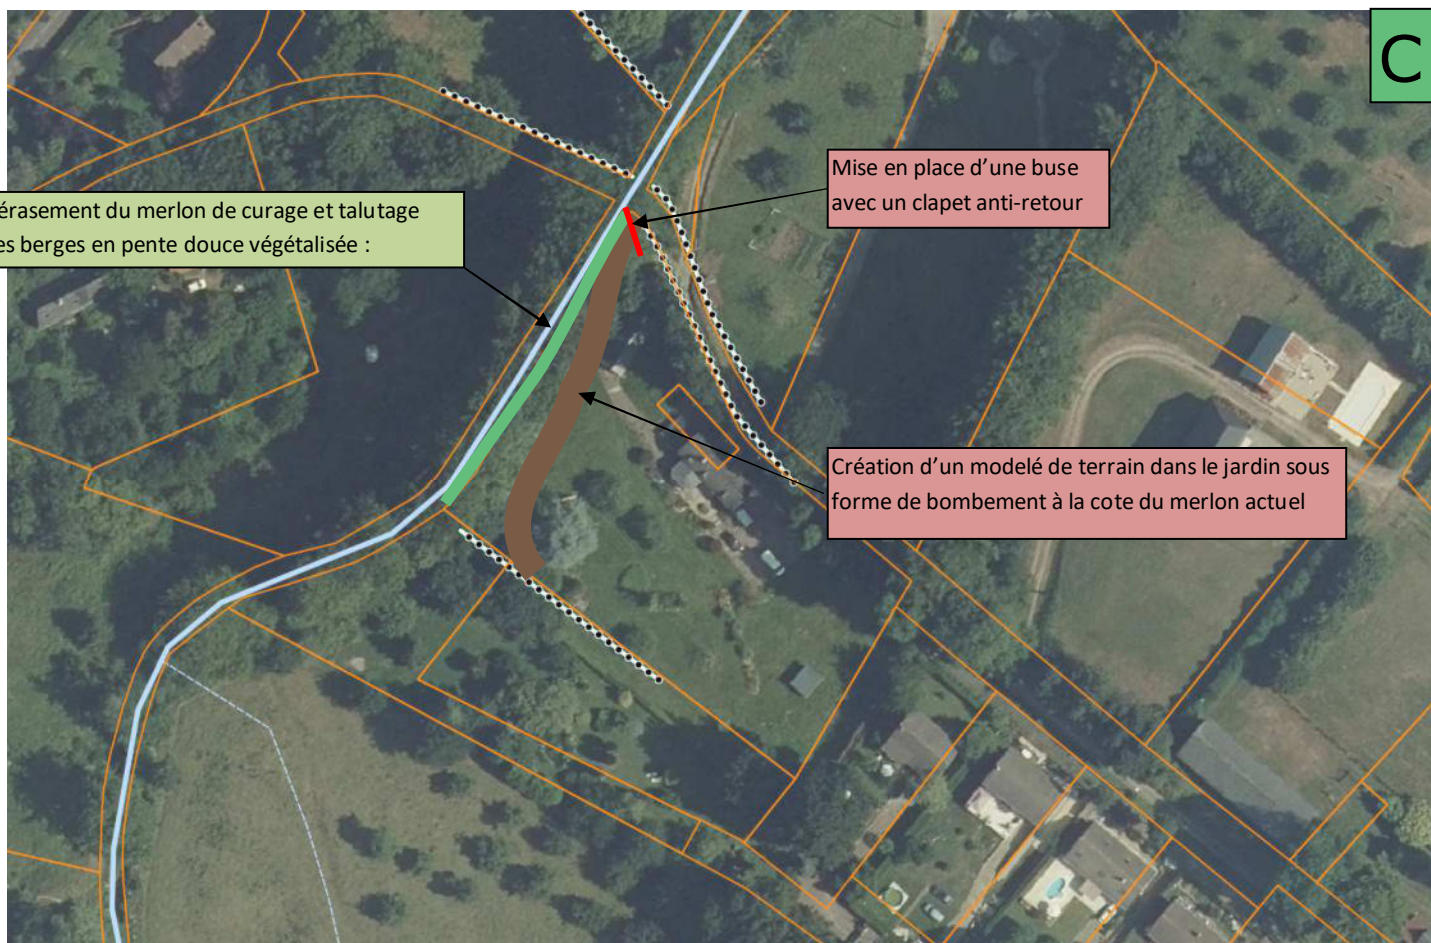 C
Mise en place d’une buse
avec un clapet anti-retour
érasement du merlon de curage et talutage
es berges en pente douce végétalisée :
Création d’un modelé de terrain dans le jardin sous
forme de bombement à la cote du merlon actuel